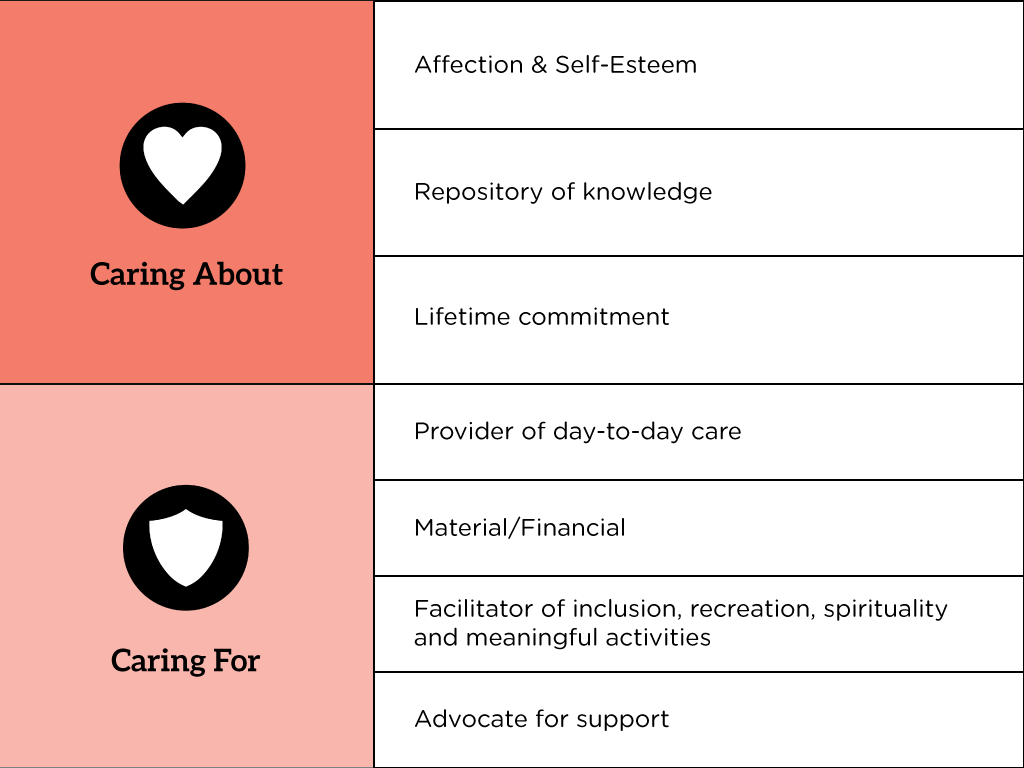 Caring About
Affection & Self-Esteem
Repository of knowledge
Lifetime commitment
Caring For
Provider of day-to-day care
Material/Financial
Facilitator of inclusion, recreation, spirituality
and meaningful activities
Advocate for support